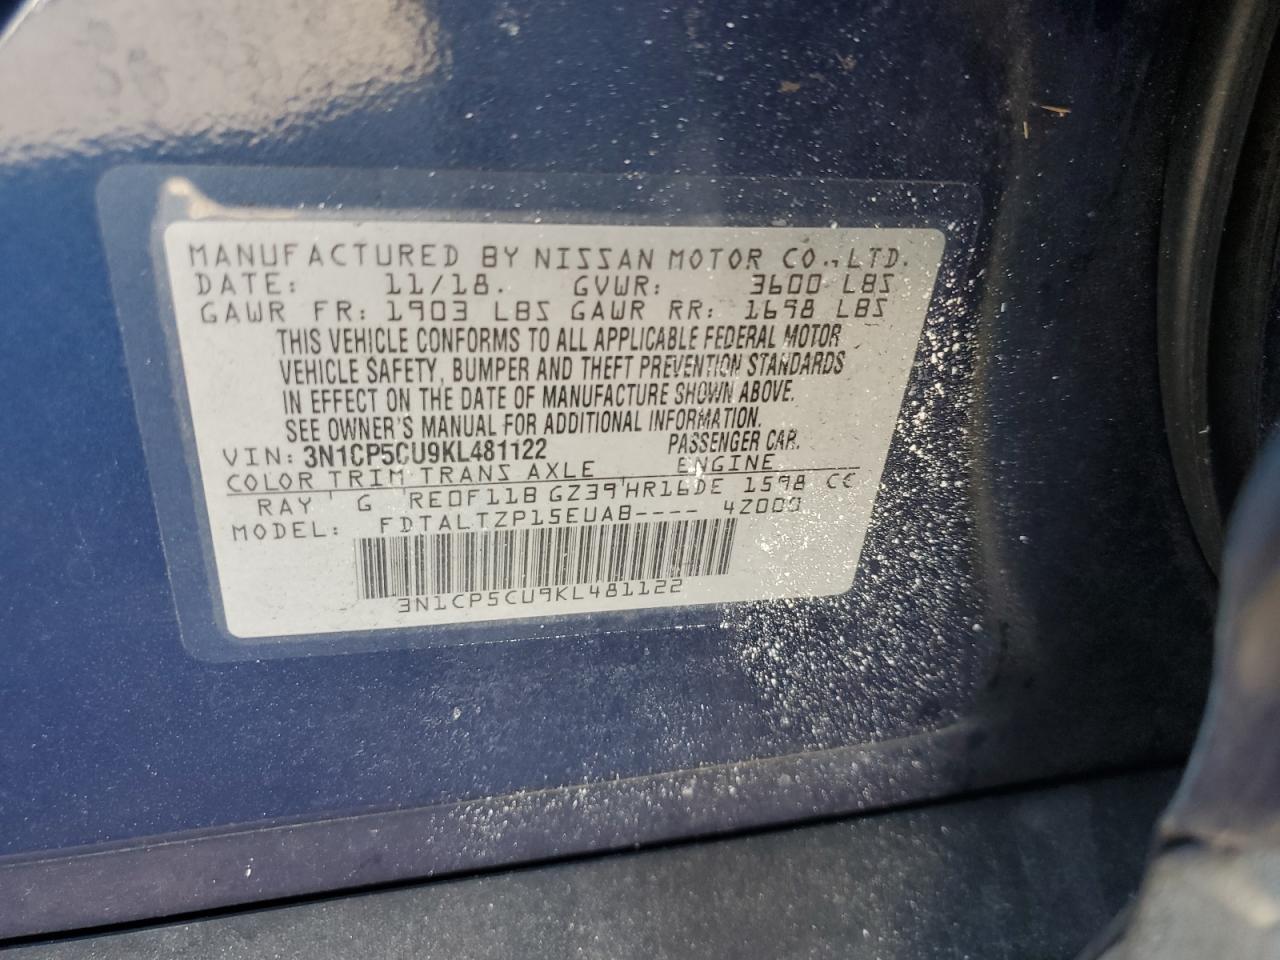 MANUFACTURED BY NISSAN MOTOR CO., LTD.
DATE: 11/18. GVWR: 3600 LBS
GAWR FR: 1903 LBS GAWR RR: 1698 LBS
THIS VEHICLE CONFORMS TO ALL APPLICABLE FEDERAL MOTOR
VEHICLE SAFETY, BUMPER AND THEFT PREVENTION STANDARDS
IN EFFECT ON THE DATE OF MANUFACTURE SHOWN ABOVE.
SEE OWNER'S MANUAL FOR ADDITIONAL INFORMATION.
VIN: 3N1CP5CU9KL481122 PASSENGER CAR.
COLOR TRIM TRANS AXLE ENGINE
RAY G RE0F11B GZ39 HR16DE 1598 CC
MODEL: FDTALTZP15EUAB---- 4Z000
3N1CP5CU9KL481122